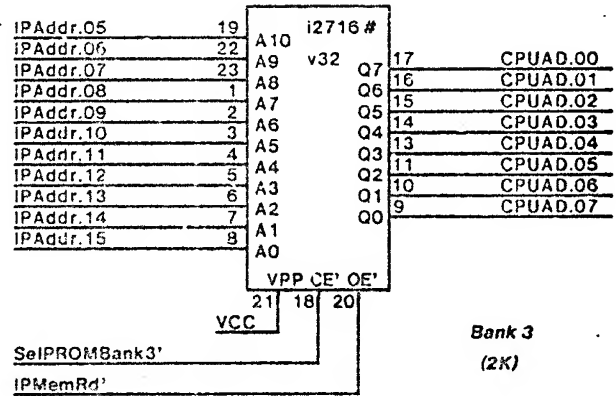 IPAddr.05 19 A10 i2716 #
IPAddr.06 22 A9 v32 Q7 17 CPUAD.00
IPAddr.07 23 A8 Q6 16 CPUAD.01
IPAddr.08 1 A7 Q5 15 CPUAD.02
IPAddr.09 2 A6 Q4 14 CPUAD.03
IPAddr.10 3 A5 Q3 13 CPUAD.04
IPAddr.11 4 A4 Q2 11 CPUAD.05
IPAddr.12 5 A3 Q1 10 CPUAD.06
IPAddr.13 6 A2 Q0 9 CPUAD.07
IPAddr.14 7 A1
IPAddr.15 8 A0
VPP CE' OE'
21 18 20
VCC
SelPROMBank3'
IPMemRd'
Bank 3
(2K)